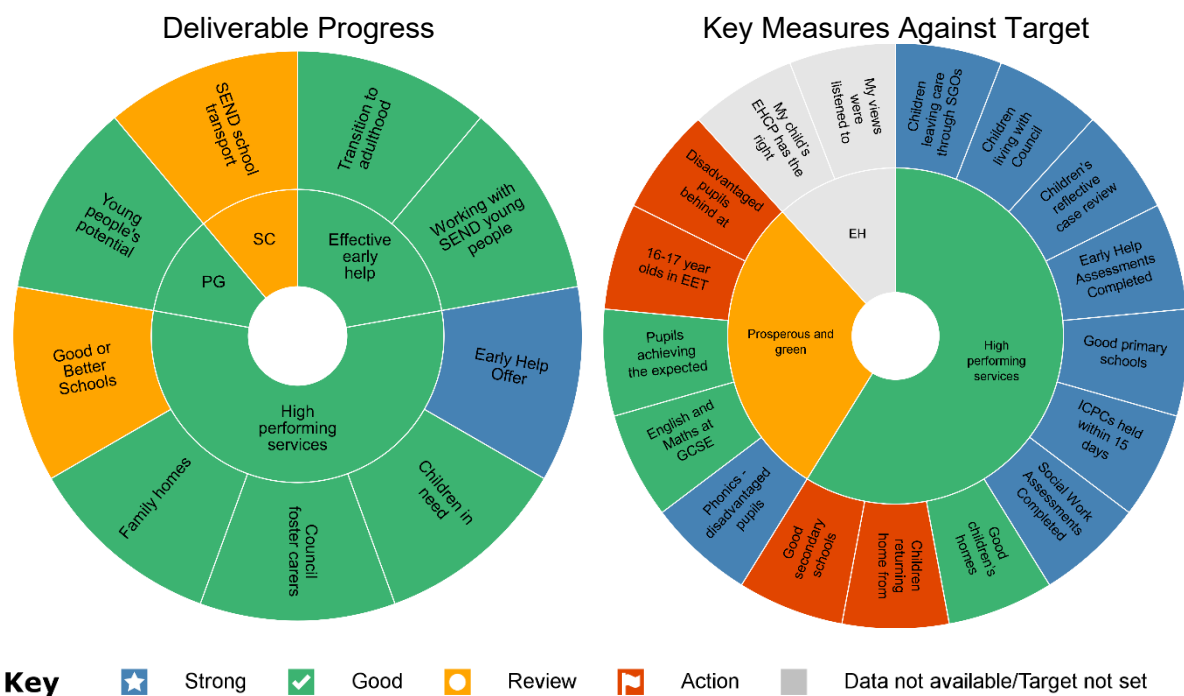 Deliverable Progress
SEND school
transport
Transition to
adulthood
Working with
SEND young
people
Early Help
Offer
Children in
need
Council
foster carers
Family homes
Good or
Better
Schools
Young
people's
potential
SC
Effective
early
help
PG
High
performing
services
Key Measures Against Target
My child's
EHCP has the
right
My views
were
listened to
Children
leaving care
through SGOs
Children
living with
Council
Children's
reflective
case review
Early Help
Assessments
Completed
Good primary
schools
ICPCs held
within 15
days
Social Work
Assessments
Completed
Good
children's
homes
Children
returning
home from
Good
secondary
schools
Phonics -
disadvantaged
pupils
English and
Maths at
GCSE
Pupils
achieving
the expected
16-17 year
olds in EET
Disadvantaged
pupils
behind at
EH
Prosperous and
green
High
performing
services
Key
Strong
Good
Review
Action
Data not available/Target not set